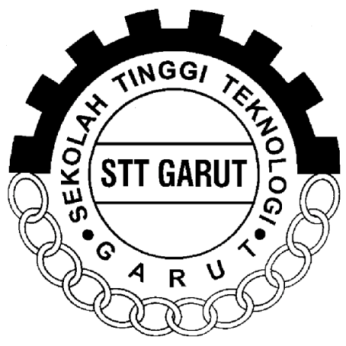 SEKOLAH TINGGI TEKNOLOGI
STT GARUT
• GARUT •